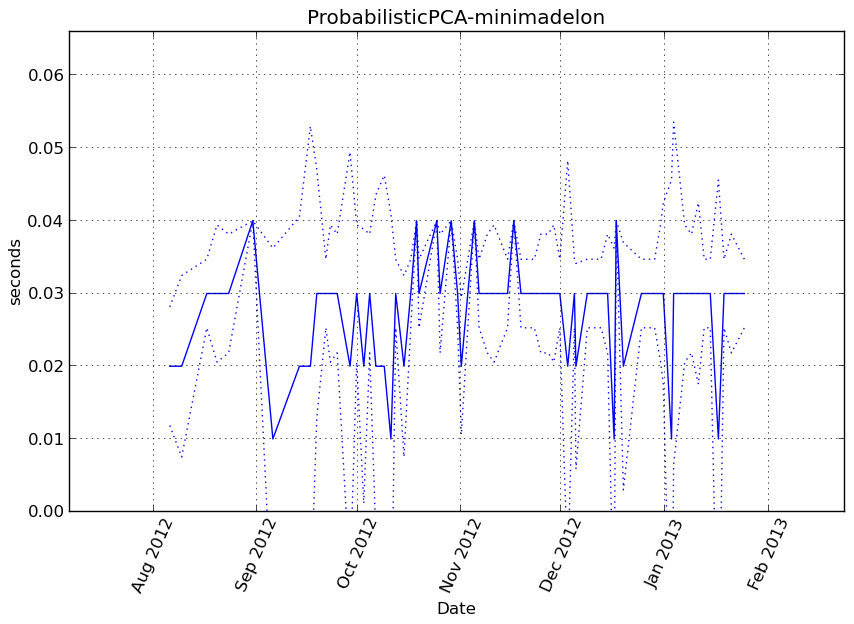 ProbabilisticPCA-minimadelon
0.06
0.05
0.04
0.03
0.02
0.01
0.00
seconds
Aug 2012
Sep 2012
Oct 2012
Nov 2012
Dec 2012
Jan 2013
Feb 2013
Date